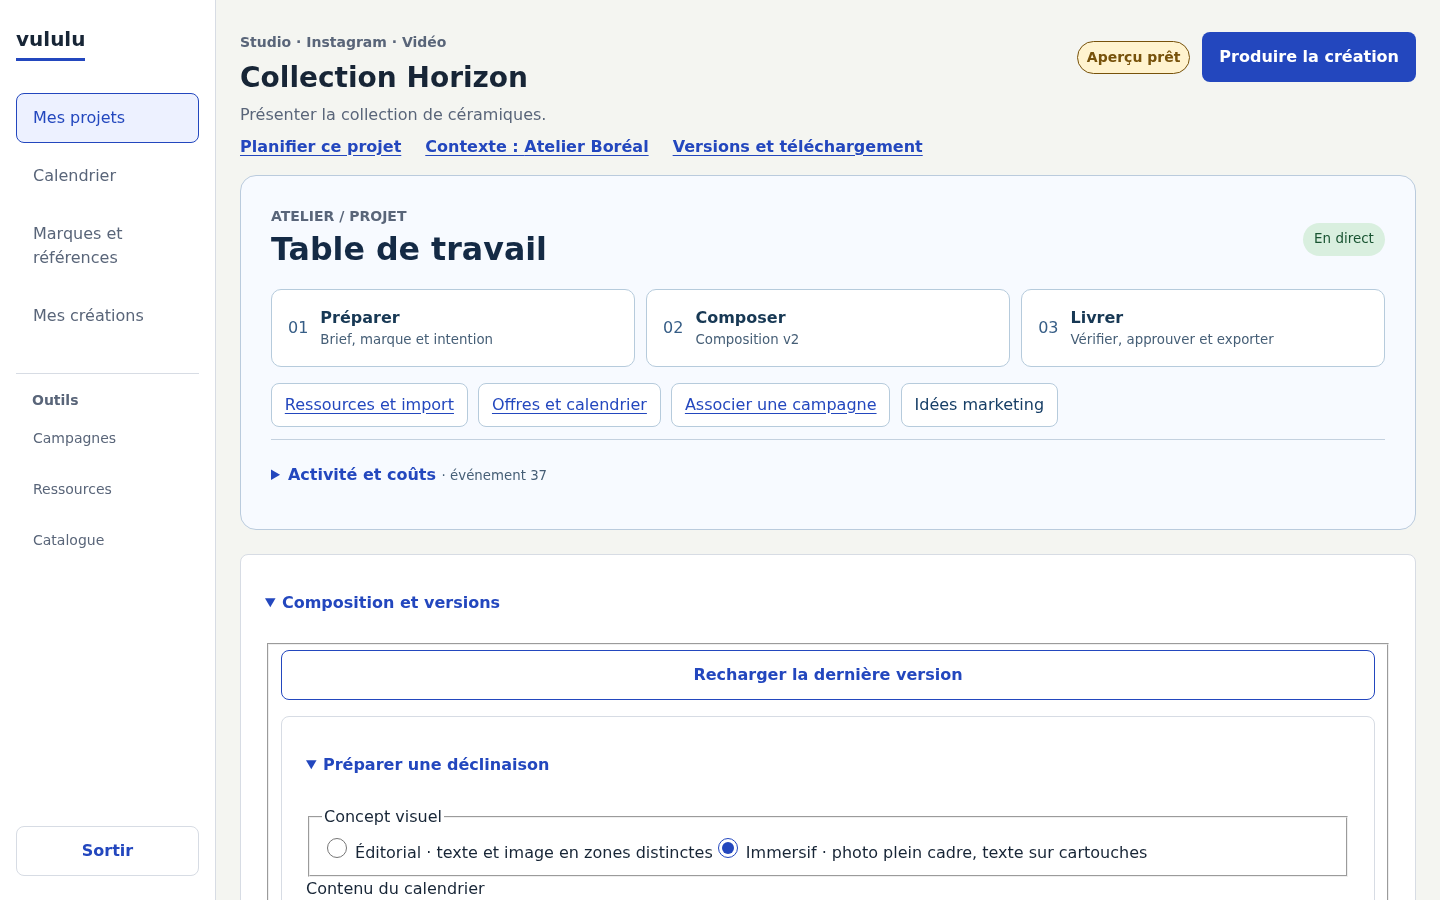 vululu
Mes projets
Calendrier
Marques et
références
Mes créations
Outils
Campagnes
Ressources
Catalogue
Sortir
Studio · Instagram · Vidéo
Collection Horizon
Présenter la collection de céramiques.
Planifier ce projet
Contexte : Atelier Boréal
Versions et téléchargement
Aperçu prêt
Produire la création
ATELIER / PROJET
Table de travail
En direct
01
Préparer
Brief, marque et intention
02
Composer
Composition v2
03
Livrer
Vérifier, approuver et exporter
Ressources et import
Offres et calendrier
Associer une campagne
Idées marketing
Activité et coûts · événement 37
Composition et versions
Recharger la dernière version
Préparer une déclinaison
Concept visuel
Éditorial · texte et image en zones distinctes
Immersif · photo plein cadre, texte sur cartouches
Contenu du calendrier